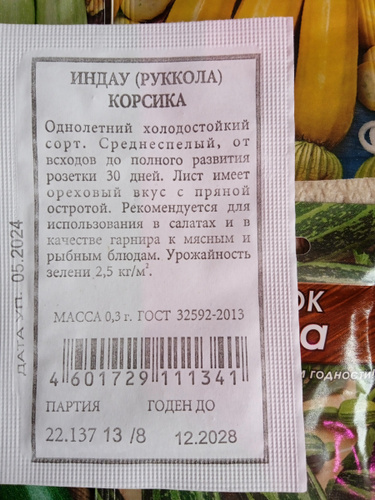 ИНДАУ (РУККОЛА)
КОРСИКА
Однолетний холодостойкий
сорт. Среднеспелый, от
всходов до полного развития
розетки 30 дней. Лист имеет
ореховый вкус с пряной
остротой. Рекомендуется для
использования в салатах и в
качестве гарнира к мясным и
рыбным блюдам. Урожайность
зелени 2,5 кг/м².
МАССА 0,3 г. ГОСТ 32592-2013
4 601729 111341
ПАРТИЯ ГОДЕН ДО
22.137 13 /8 12.2028
ДАТА УП. 05.2024
ОК
а
и годности